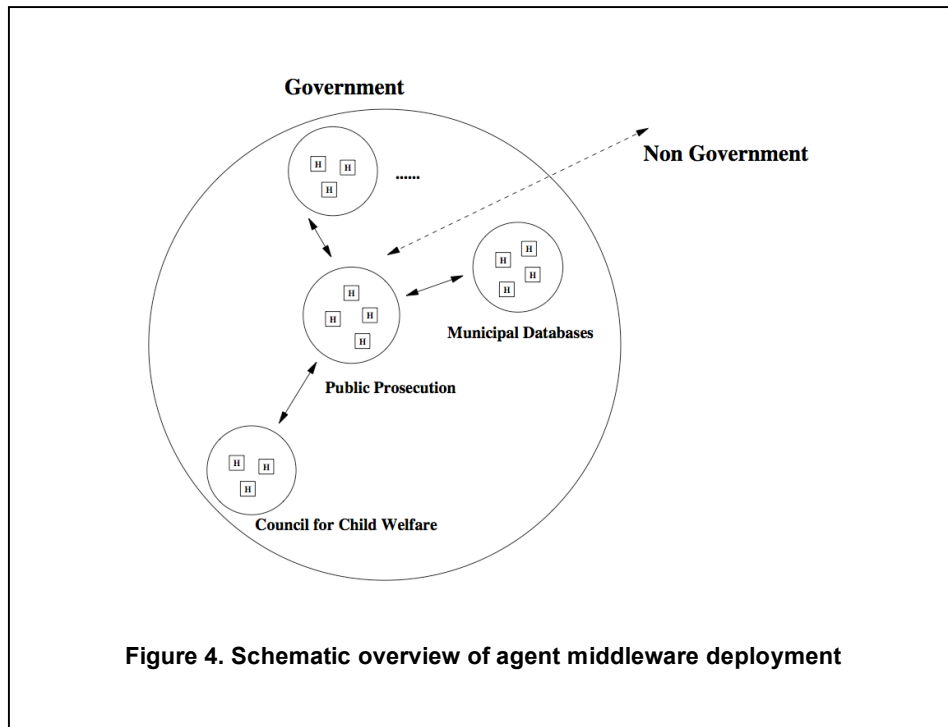 Government
Non Government
H H
H
......
H
H
H
H
H
H
H
H
Municipal Databases
Public Prosecution
H H
H
Council for Child Welfare
Figure 4. Schematic overview of agent middleware deployment